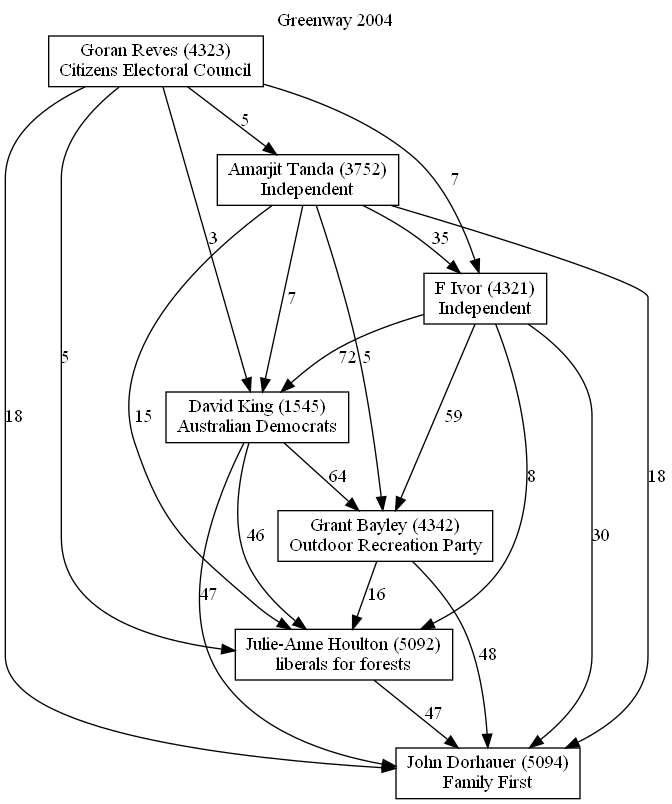 Greenway 2004
Goran Reves (4323)
Citizens Electoral Council
5
Amarjit Tanda (3752)
Independent
7
3
35
F Ivor (4321)
Independent
7
5
72
5
18
15
59
8
18
David King (1545)
Australian Democrats
64
Grant Bayley (4342)
Outdoor Recreation Party
46
30
47
16
Julie-Anne Houlton (5092)
liberals for forests
48
47
John Dorhauer (5094)
Family First